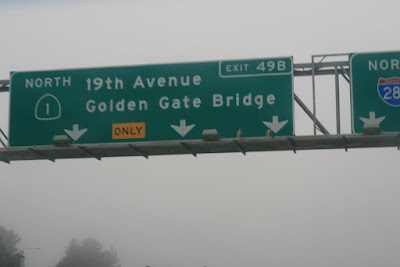 EXIT 49B
NORTH 19th Avenue
1 Golden Gate Bridge
ONLY
NOR
28